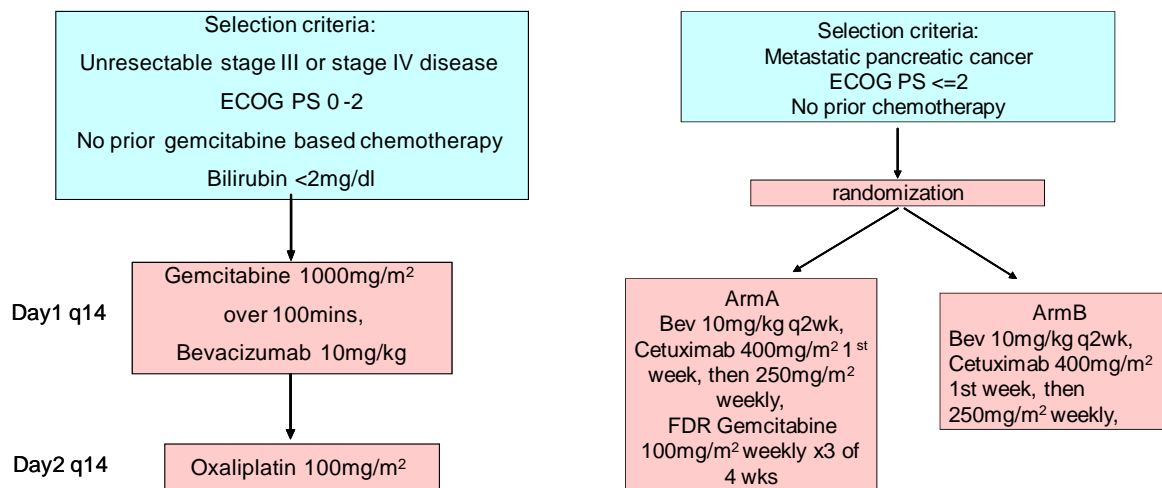 Selection criteria:
Unresectable stage III or stage IV disease
ECOG PS 0 -2
No prior gemcitabine based chemotherapy
Bilirubin <2mg/dl
Day1 q14
Gemcitabine 1000mg/m²
over 100mins,
Bevacizumab 10mg/kg
Day2 q14
Oxaliplatin 100mg/m²
Selection criteria:
Metastatic pancreatic cancer
ECOG PS <=2
No prior chemotherapy
randomization
ArmA
Bev 10mg/kg q2wk,
Cetuximab 400mg/m² 1st
week, then 250mg/m²
weekly,
FDR Gemcitabine
100mg/m² weekly x3 of
4 wks
ArmB
Bev 10mg/kg q2wk,
Cetuximab 400mg/m²
1st week, then
250mg/m² weekly,